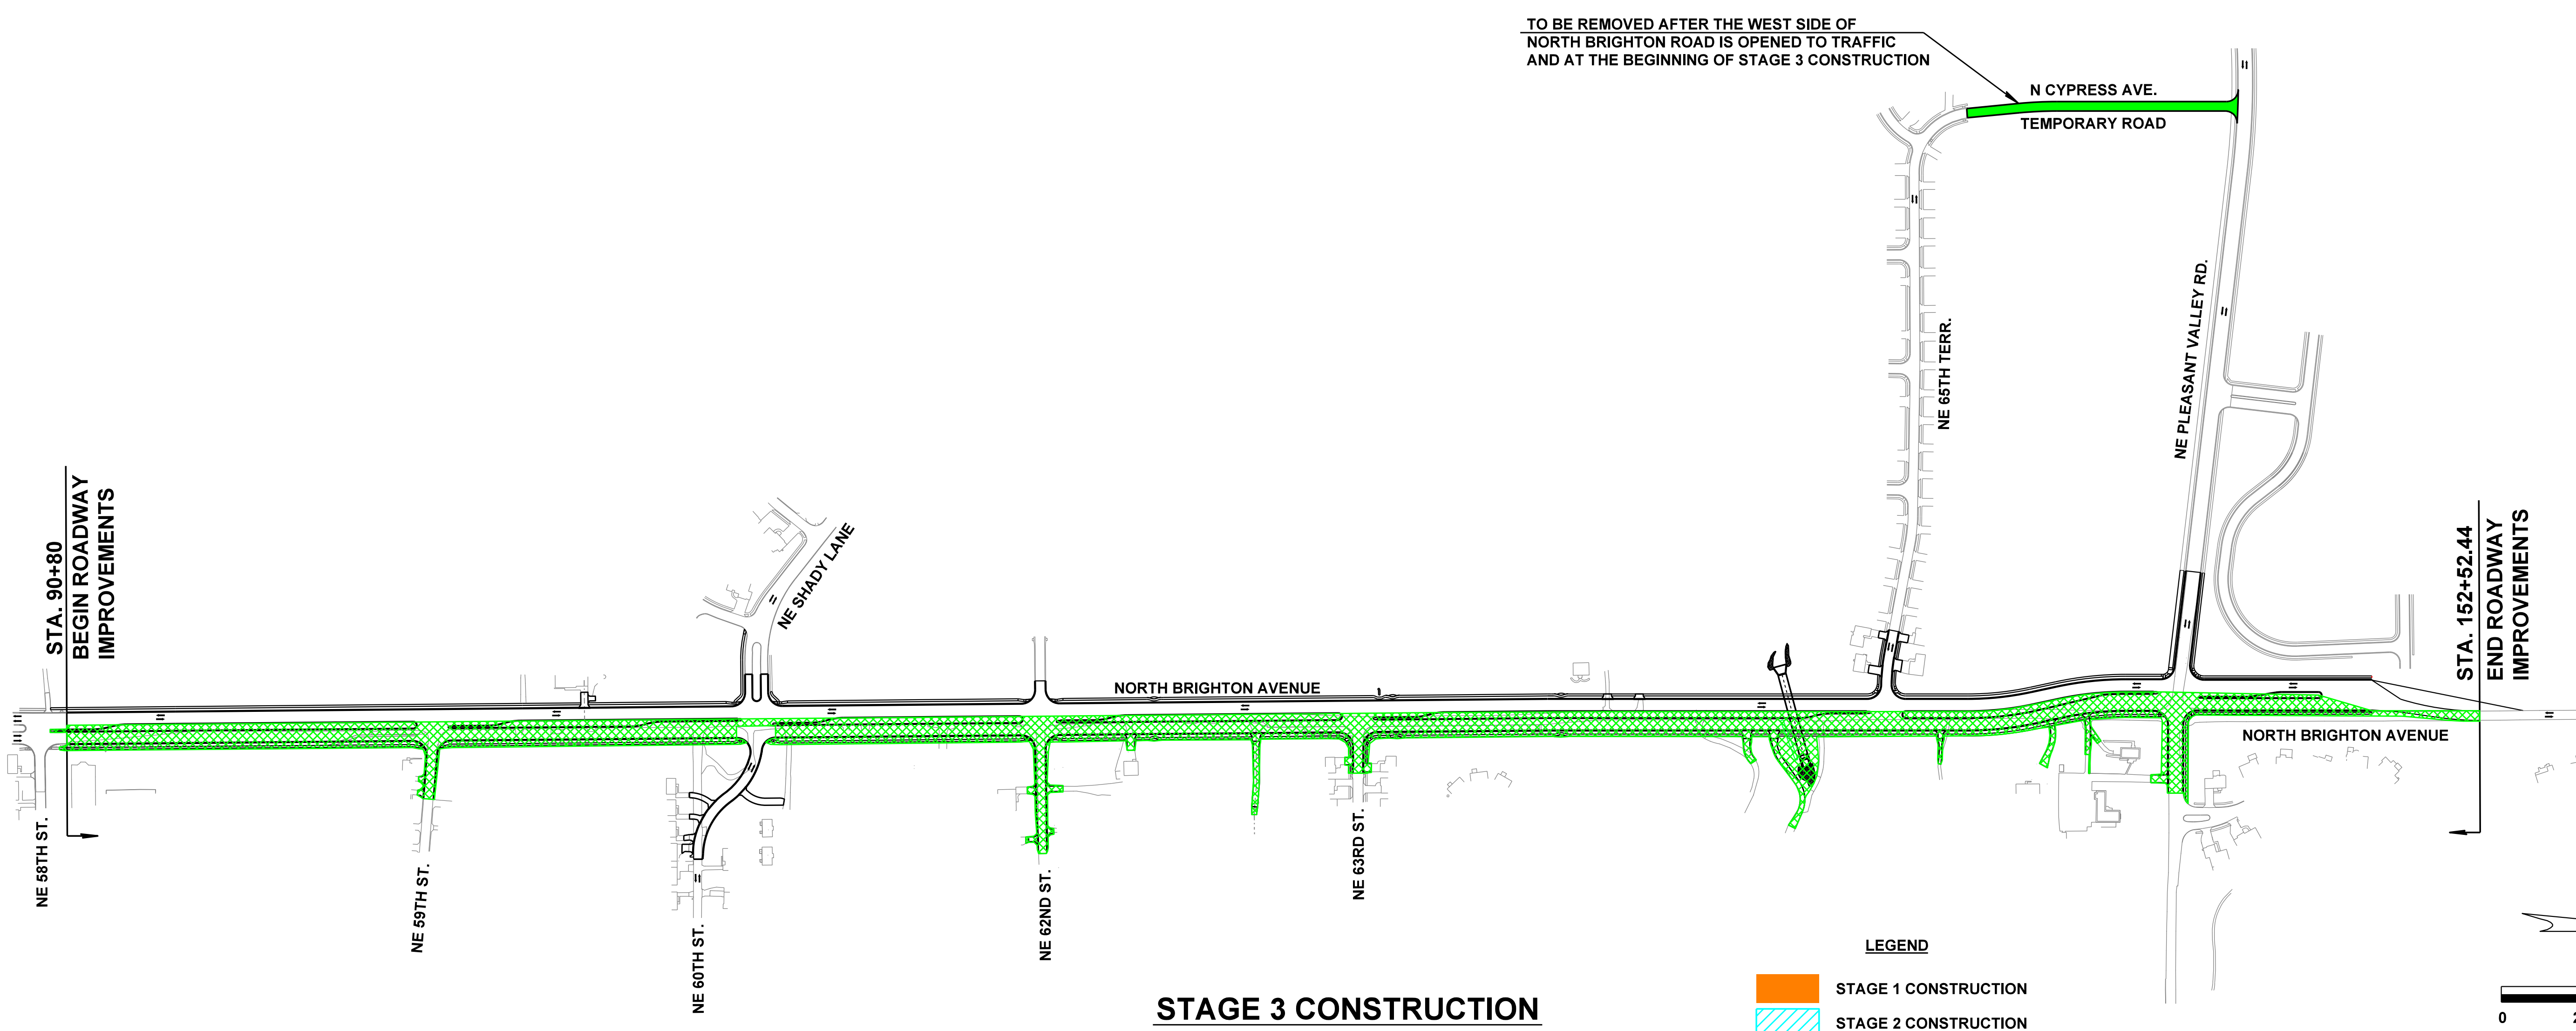 TO BE REMOVED AFTER THE WEST SIDE OF
NORTH BRIGHTON ROAD IS OPENED TO TRAFFIC
AND AT THE BEGINNING OF STAGE 3 CONSTRUCTION
N CYPRESS AVE.
TEMPORARY ROAD
NE PLEASANT VALLEY RD.
NE 65TH TERR.
STA. 90+80
BEGIN ROADWAY
IMPROVEMENTS
NE SHADY LANE
STA. 152+52.44
END ROADWAY
IMPROVEMENTS
NORTH BRIGHTON AVENUE
NORTH BRIGHTON AVENUE
NE 58TH ST.
NE 59TH ST.
NE 60TH ST.
NE 62ND ST.
NE 63RD ST.
LEGEND
STAGE 1 CONSTRUCTION
STAGE 2 CONSTRUCTION
STAGE 3 CONSTRUCTION
0